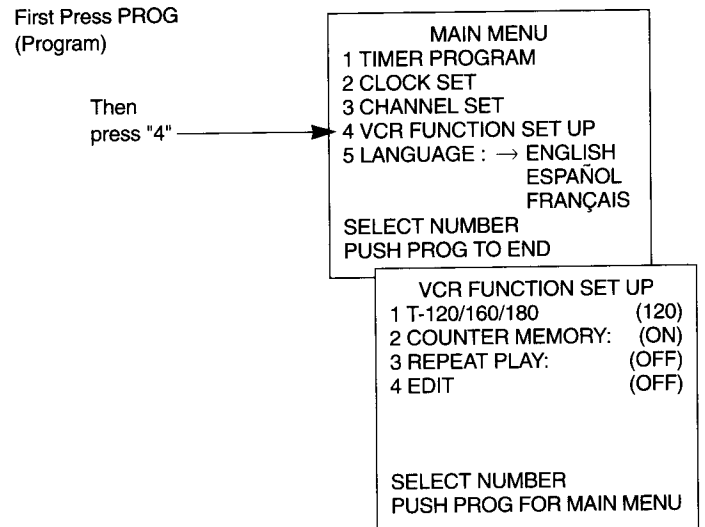 First Press PROG
(Program)
Then
press "4"
MAIN MENU
1 TIMER PROGRAM
2 CLOCK SET
3 CHANNEL SET
4 VCR FUNCTION SET UP
5 LANGUAGE : → ENGLISH
ESPAÑOL
FRANÇAIS
SELECT NUMBER
PUSH PROG TO END
VCR FUNCTION SET UP
1 T-120/160/180 (120)
2 COUNTER MEMORY: (ON)
3 REPEAT PLAY: (OFF)
4 EDIT (OFF)
SELECT NUMBER
PUSH PROG FOR MAIN MENU